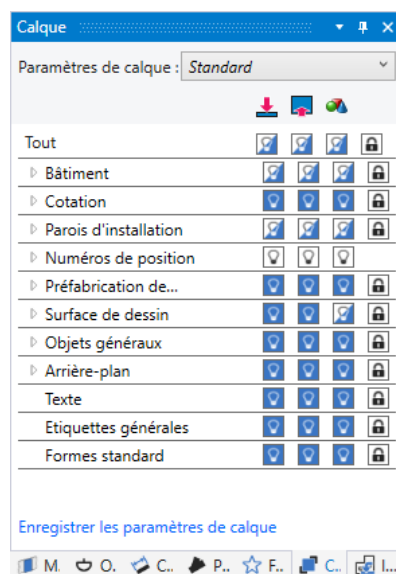 Calque
Paramètres de calque : Standard
Tout
Bâtiment
Cotation
Parois d'installation
Numéros de position
Préfabrication de...
Surface de dessin
Objets généraux
Arrière-plan
Texte
Etiquettes générales
Formes standard
Enregistrer les paramètres de calque
M. O. C.. P.. F.. C.. I...